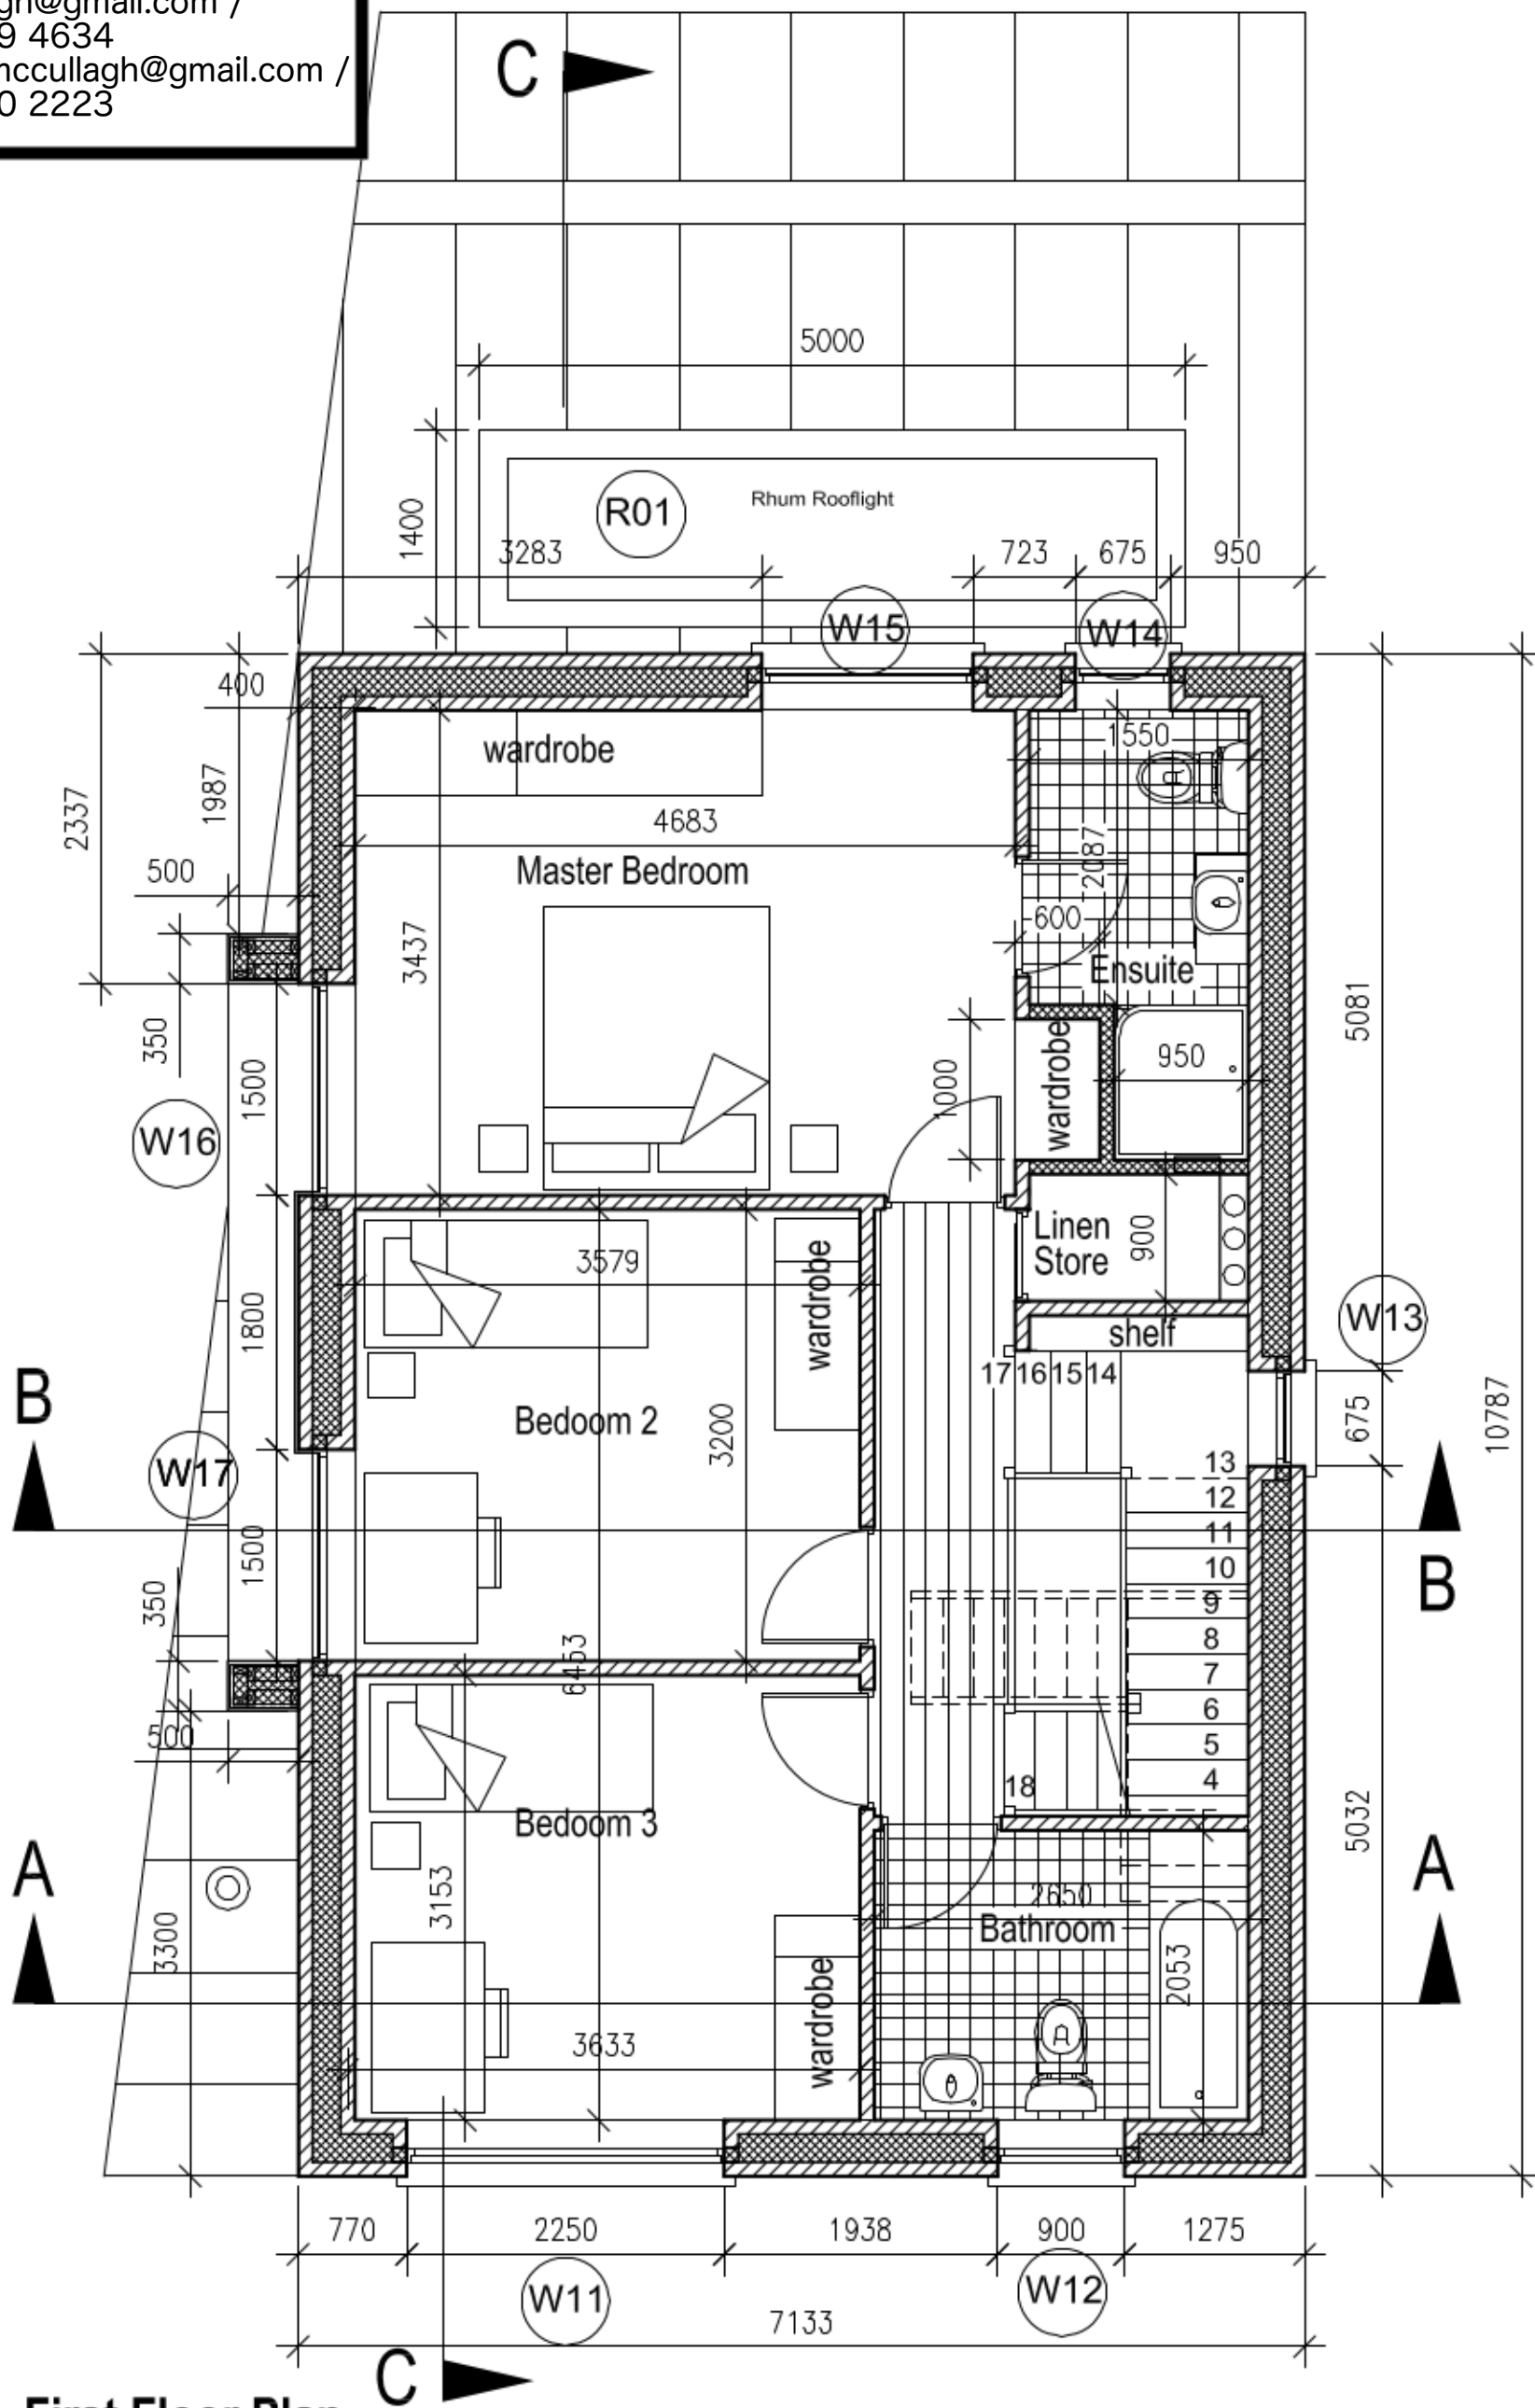 gh@gmail.com /
9 4634
mccullagh@gmail.com /
0 2223
C
5000
R01
Rhum Rooflight
1400
3283
723
675
950
W15
W14
400
1550
wardrobe
1987
2337
4683
500
Master Bedroom
2087
600
3437
Ensuite
350
5081
1500
1000
wardrobe
950
W16
Linen
Store
900
3579
wardrobe
1800
shelf
W13
17 16 15 14
B
Bedoom 2
3200
675
10787
W17
13
12
11
10
9
8
7
6
5
4
1500
B
350
6453
500
18
Bedoom 3
A
3153
5032
A
2650
Bathroom
3300
2053
wardrobe
3633
770
2250
1938
900
1275
W11
W12
7133
C
First Floor Plan